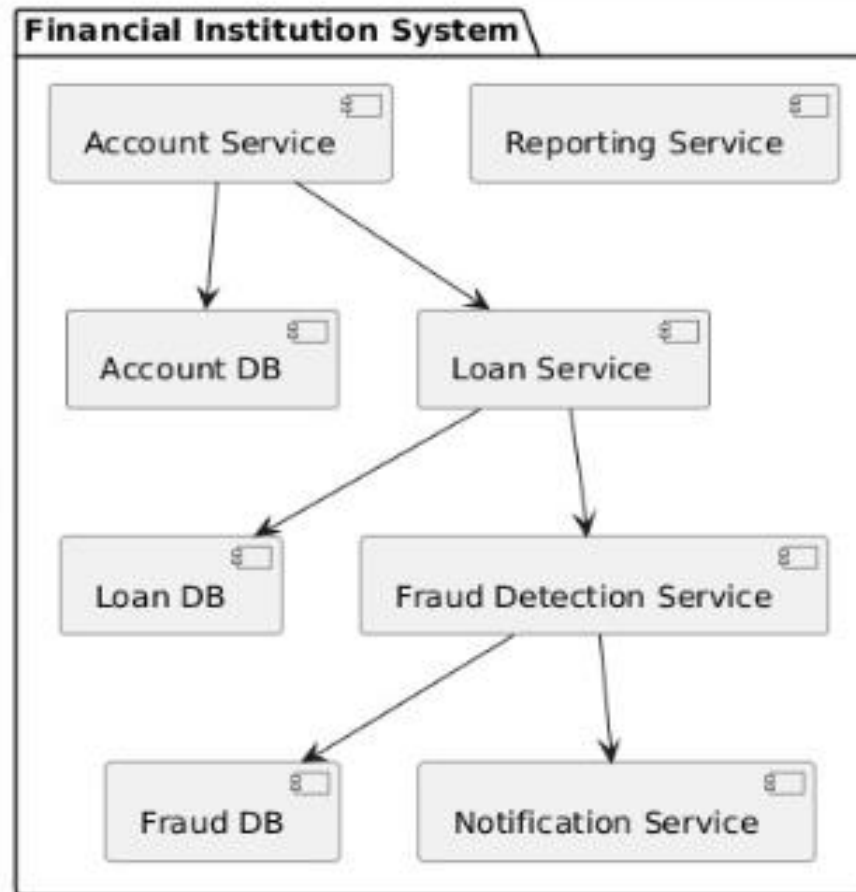 Financial Institution System
Account Service
Reporting Service
Account DB
Loan Service
Loan DB
Fraud Detection Service
Fraud DB
Notification Service